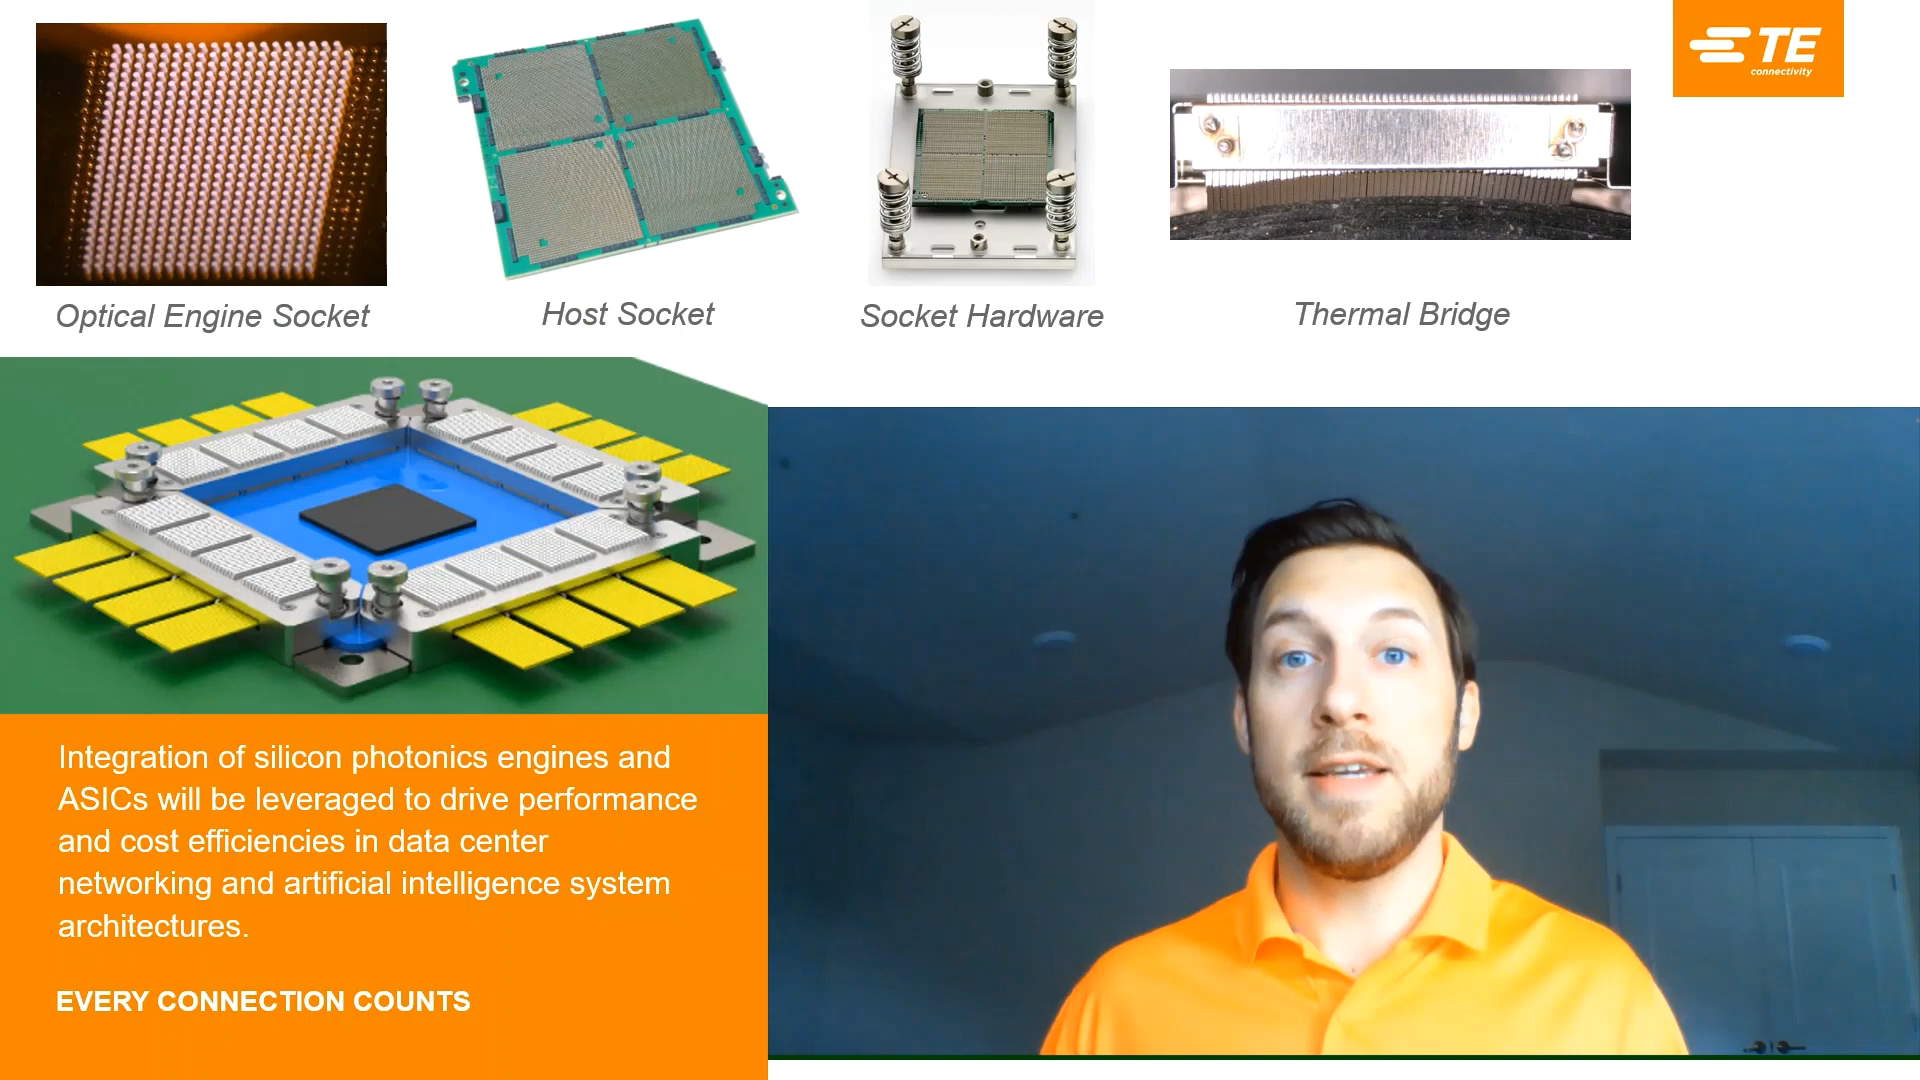 TE
connectivity
Optical Engine Socket
Host Socket
Socket Hardware
Thermal Bridge
Integration of silicon photonics engines and
ASICs will be leveraged to drive performance
and cost efficiencies in data center
networking and artificial intelligence system
architectures.
EVERY CONNECTION COUNTS